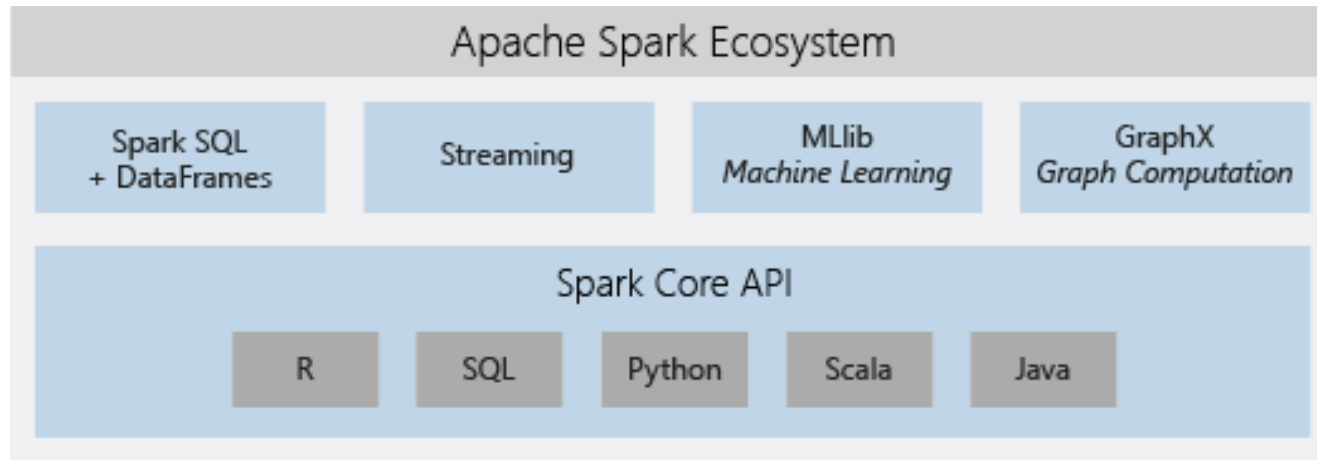 Apache Spark Ecosystem
Spark SQL
+ DataFrames
Streaming
MLlib
Machine Learning
GraphX
Graph Computation
Spark Core API
R
SQL
Python
Scala
Java